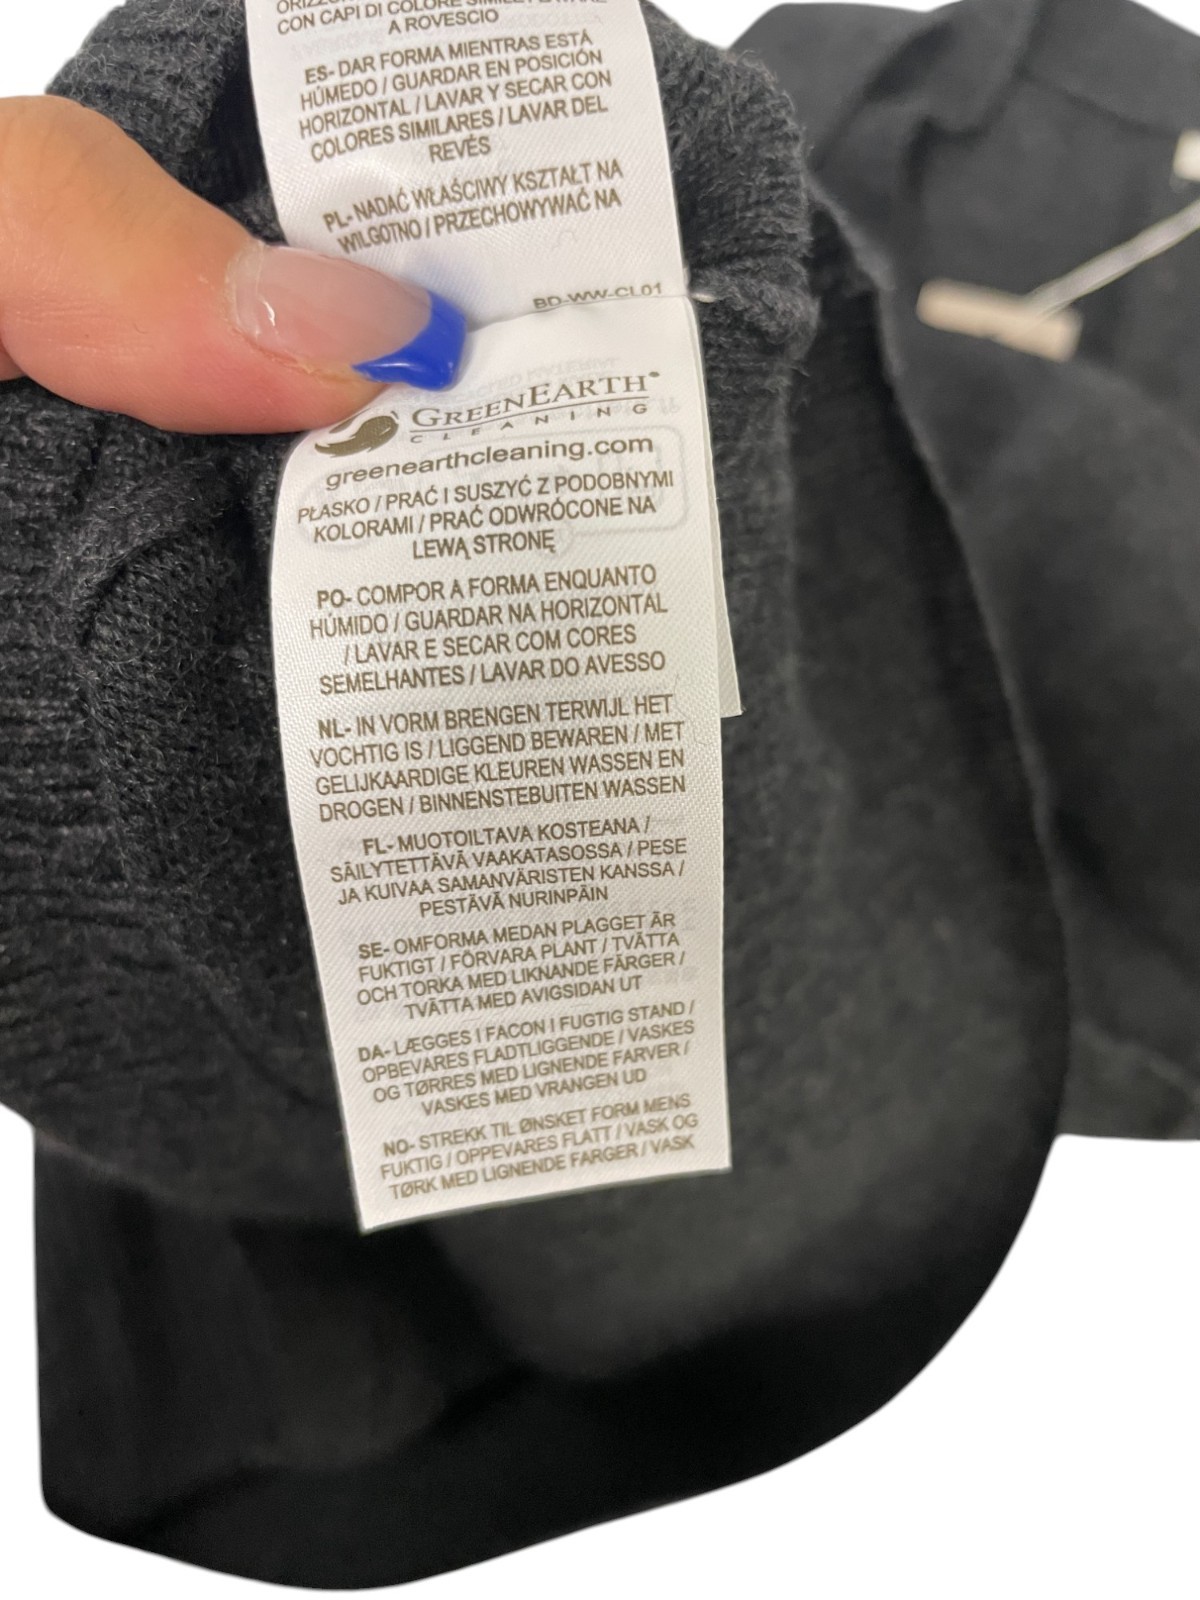 CON CAPI DI COLORE SIMILE / LAVARE
A ROVESCIO
ES- DAR FORMA MIENTRAS ESTÁ
HÚMEDO / GUARDAR EN POSICIÓN
HORIZONTAL / LAVAR Y SECAR CON
COLORES SIMILARES / LAVAR DEL
REVÉS
PL- NADAĆ WŁAŚCIWY KSZTAŁT NA
WILGOTNO / PRZECHOWYWAĆ NA
BD-WW-CL01
GREENEARTH®
CLEANING
greenearthcleaning.com
PŁASKO / PRAĆ I SUSZYĆ Z PODOBNYMI
KOLORAMI / PRAĆ ODWRÓCONE NA
LEWĄ STRONĘ
PO- COMPOR A FORMA ENQUANTO
HÚMIDO / GUARDAR NA HORIZONTAL
/ LAVAR E SECAR COM CORES
SEMELHANTES / LAVAR DO AVESSO
NL- IN VORM BRENGEN TERWIJL HET
VOCHTIG IS / LIGGEND BEWAREN / MET
GELIJKAARDIGE KLEUREN WASSEN EN
DROGEN / BINNENSTEBUITEN WASSEN
FL- MUOTOILTAVA KOSTEANA /
SÄILYTETTÄVÄ VAAKATASOSSA / PESE
JA KUIVAA SAMANVÄRISTEN KANSSA /
PESTÄVÄ NURINPÄIN
SE- OMFORMA MEDAN PLAGGET ÄR
FUKTIGT / FÖRVARA PLANT / TVÄTTA
OCH TORKA MED LIKNANDE FÄRGER /
TVÄTTA MED AVIGSIDAN UT
DA- LÆGGES I FACON I FUGTIG STAND /
OPBEVARES FLADTLIGGENDE / VASKES
OG TØRRES MED LIGNENDE FARVER /
VASKES MED VRANGEN UD
NO- STREKK TIL ØNSKET FORM MENS
FUKTIG / OPPEVARES FLATT / VASK OG
TØRK MED LIGNENDE FARGER / VASK